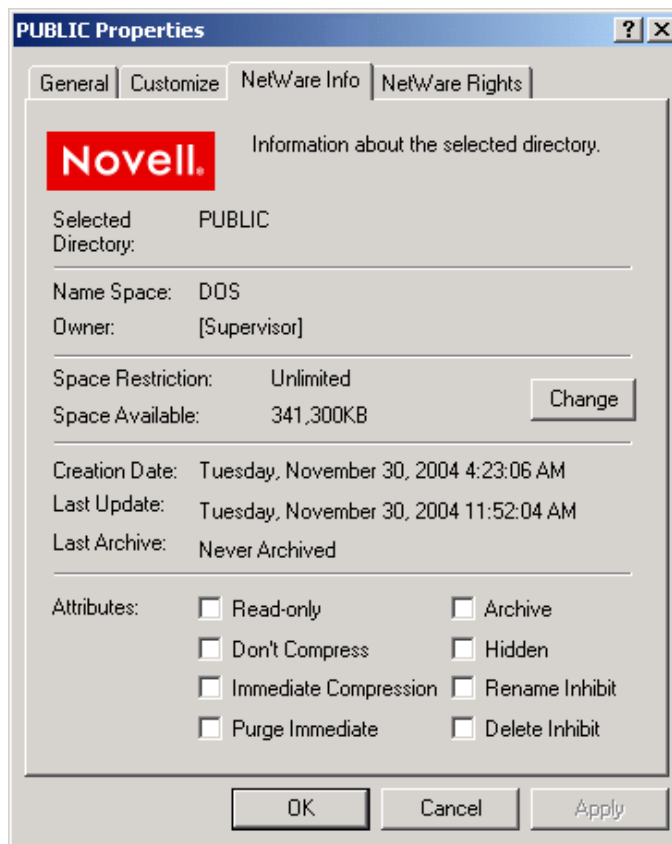 PUBLIC Properties
General Customize NetWare Info NetWare Rights
Novell®
Information about the selected directory.
Selected Directory: PUBLIC
Name Space: DOS
Owner: [Supervisor]
Space Restriction: Unlimited
Space Available: 341,300KB
Change
Creation Date: Tuesday, November 30, 2004 4:23:06 AM
Last Update: Tuesday, November 30, 2004 11:52:04 AM
Last Archive: Never Archived
Attributes: Read-only Archive
Don't Compress Hidden
Immediate Compression Rename Inhibit
Purge Immediate Delete Inhibit
OK Cancel Apply